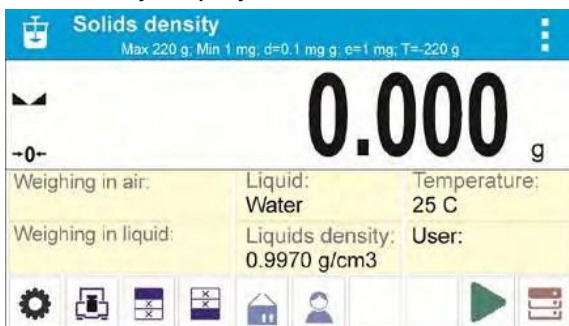 Solids density
Max 220 g; Min 1 mg; d=0.1 mg g; e=1 mg; T=-220 g
0.000 g
→0←
Weighing in air:
Liquid:
Water
Temperature:
25 C
Weighing in liquid:
Liquids density:
0.9970 g/cm3
User: